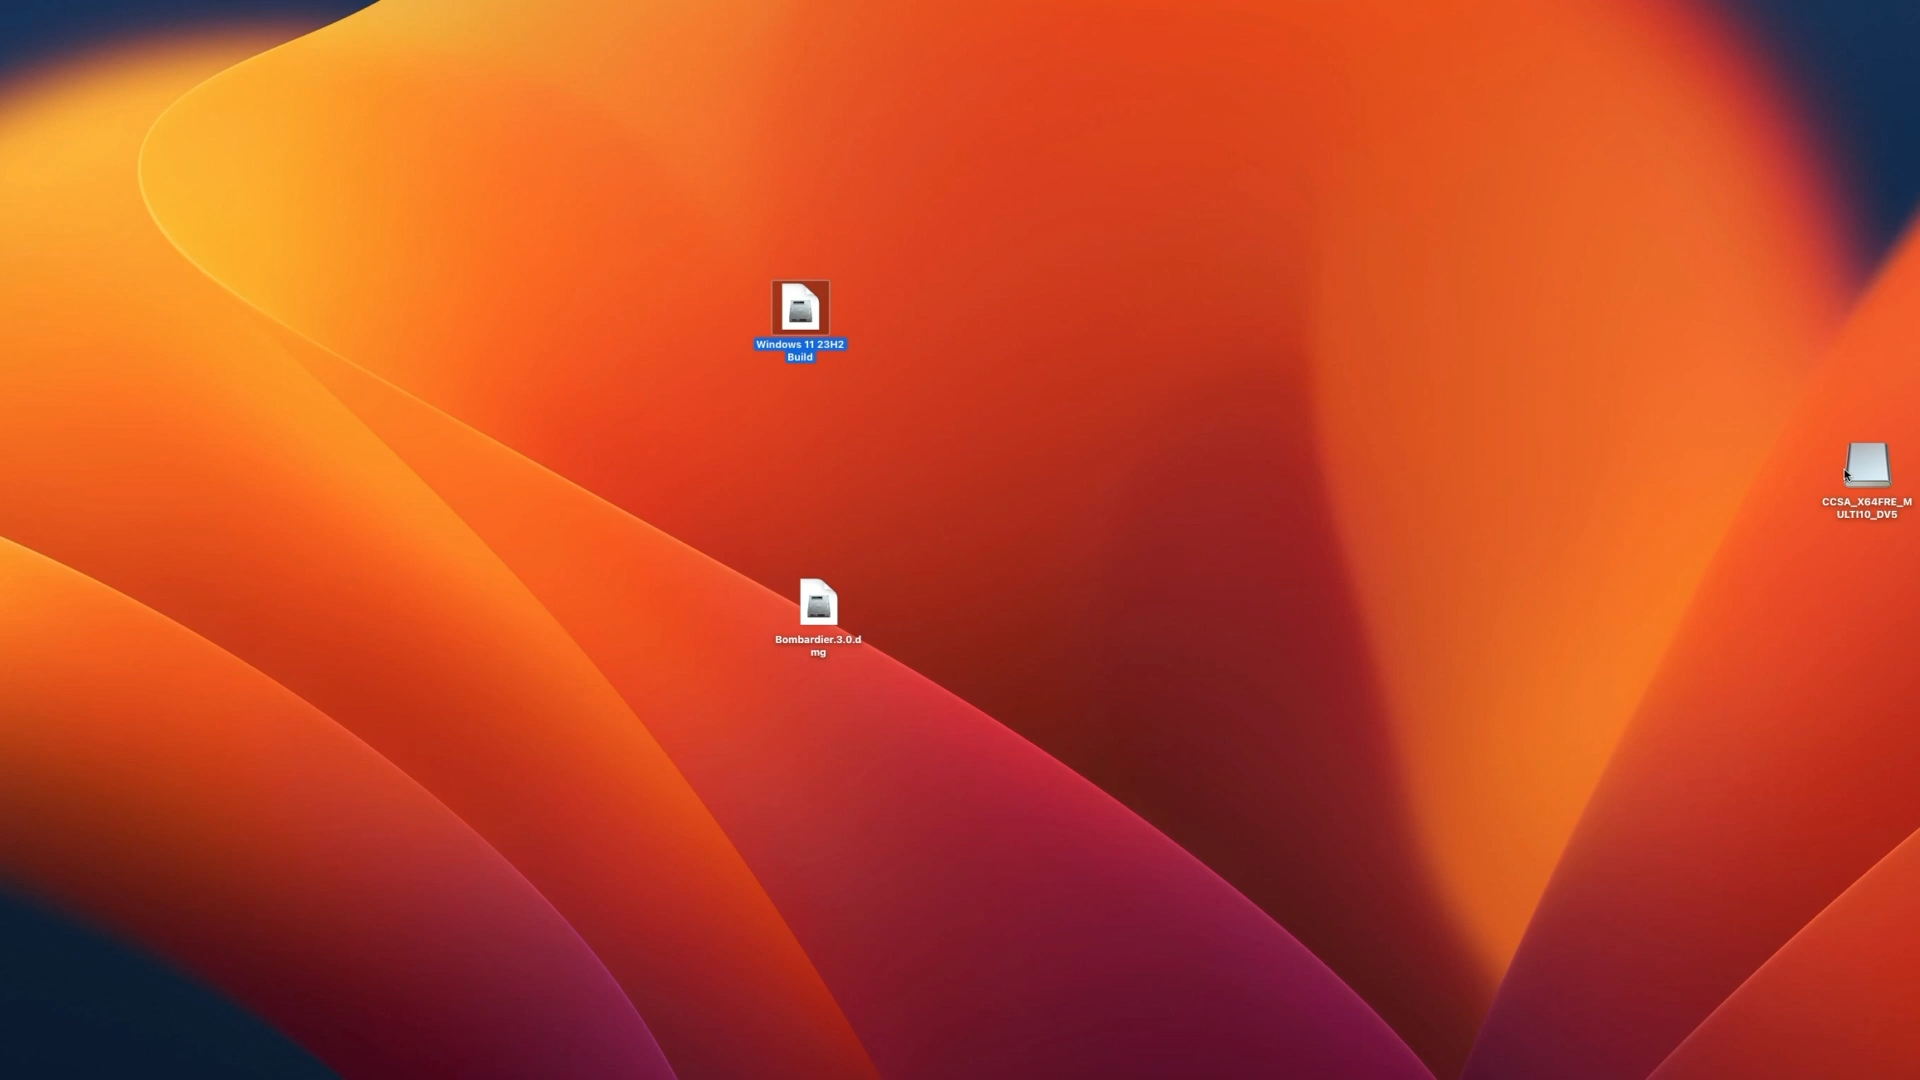 Windows 11 23H2
Build
CCSA_X64FRE_M
ULTI10_DV5
Bombardier.3.0.d
mg